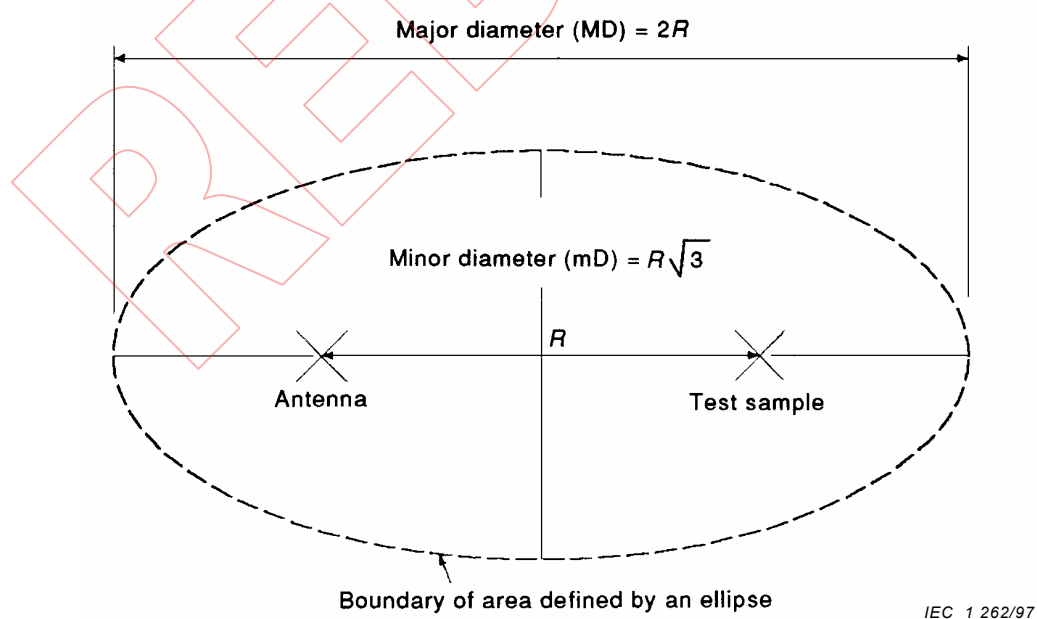 Major diameter (MD) = 2R
Minor diameter (mD) = R√3
R
Antenna
Test sample
Boundary of area defined by an ellipse
IEC 1 262/97